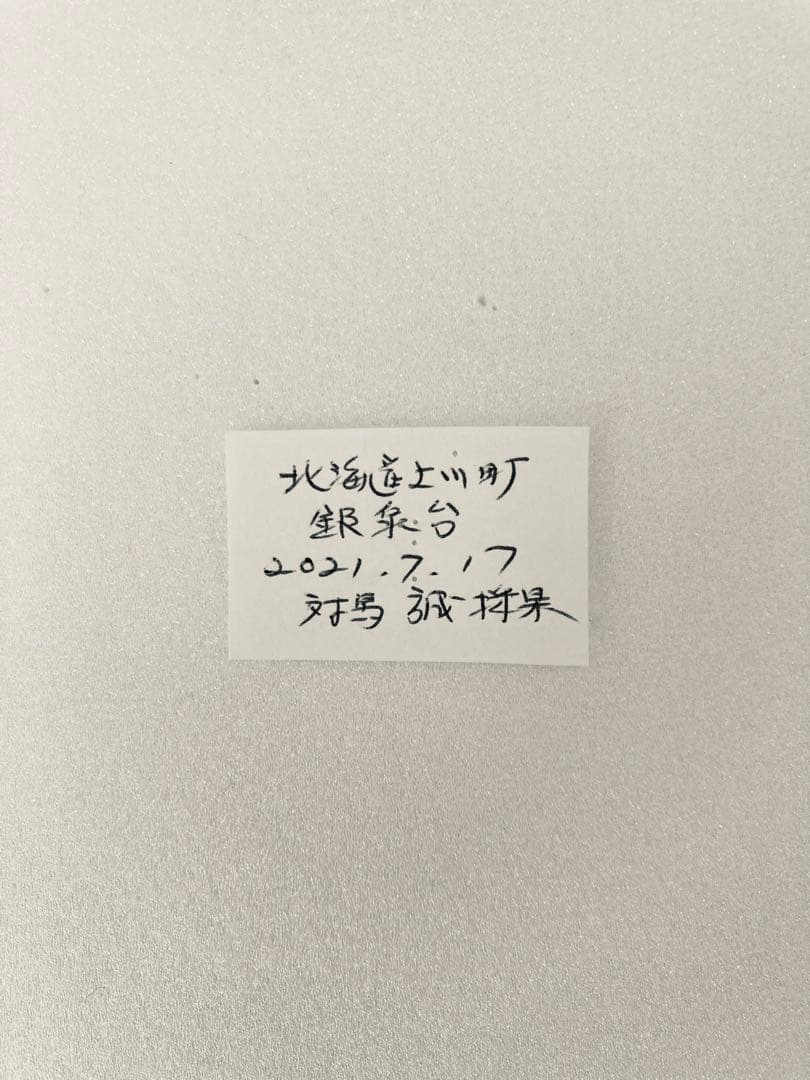 北海道上川町
銀泉台
2021.7.17
対馬 誠 採集